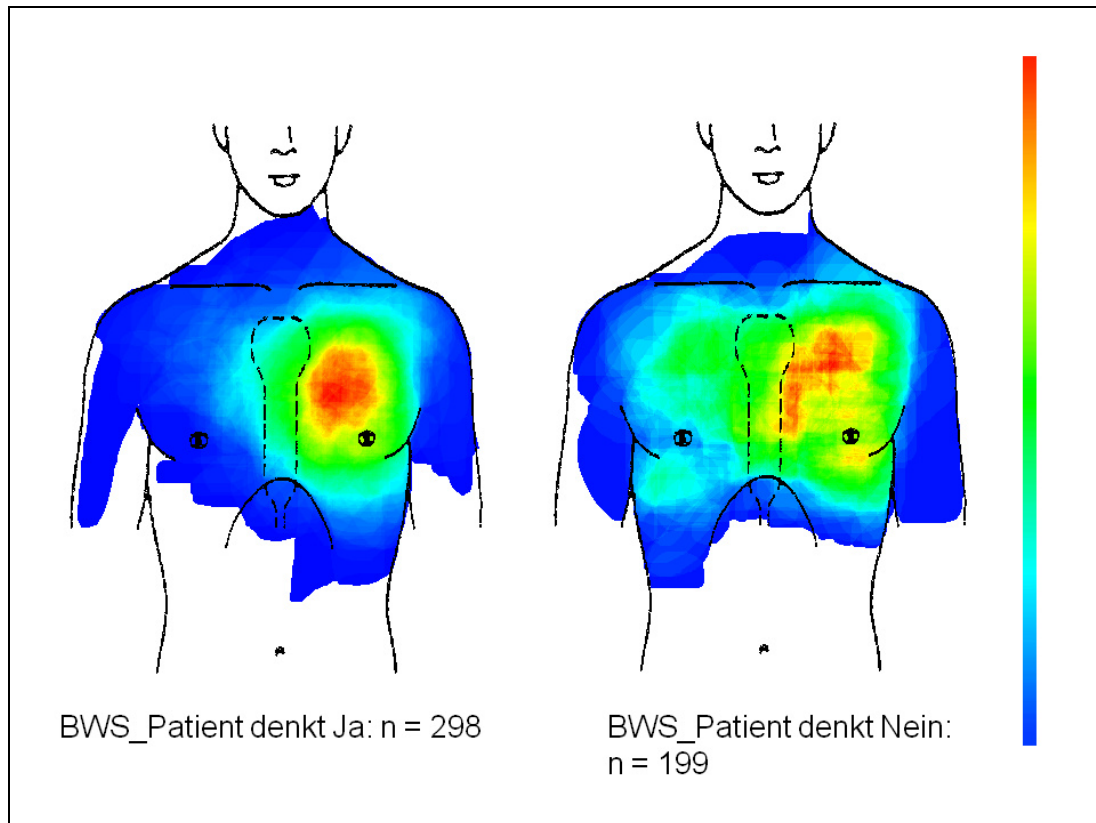 BWS_Patient denkt Ja: n = 298
BWS_Patient denkt Nein:
n = 199